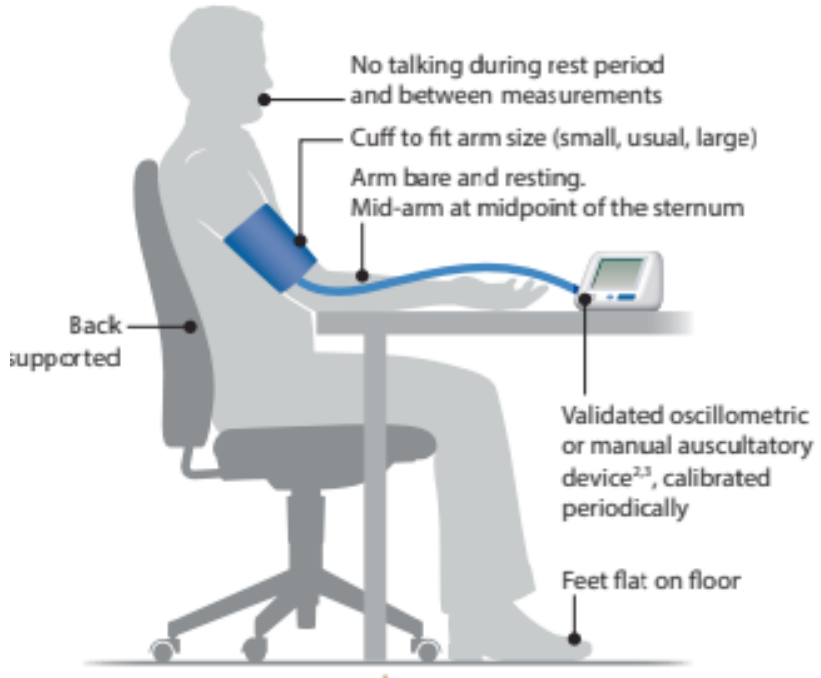 No talking during rest period
and between measurements
Cuff to fit arm size (small, usual, large)
Arm bare and resting.
Mid-arm at midpoint of the sternum
Back
supported
Validated oscillometric
or manual auscultatory
device²,³, calibrated
periodically
Feet flat on floor